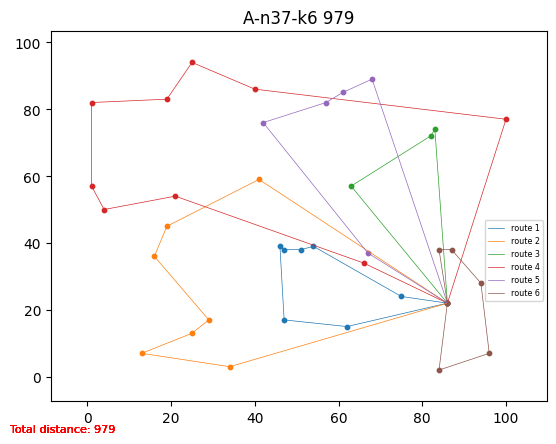 A-n37-k6 979
100
80
60
40
20
0
route 1
route 2
route 3
route 4
route 5
route 6
0 20 40 60 80 100
Total distance: 979